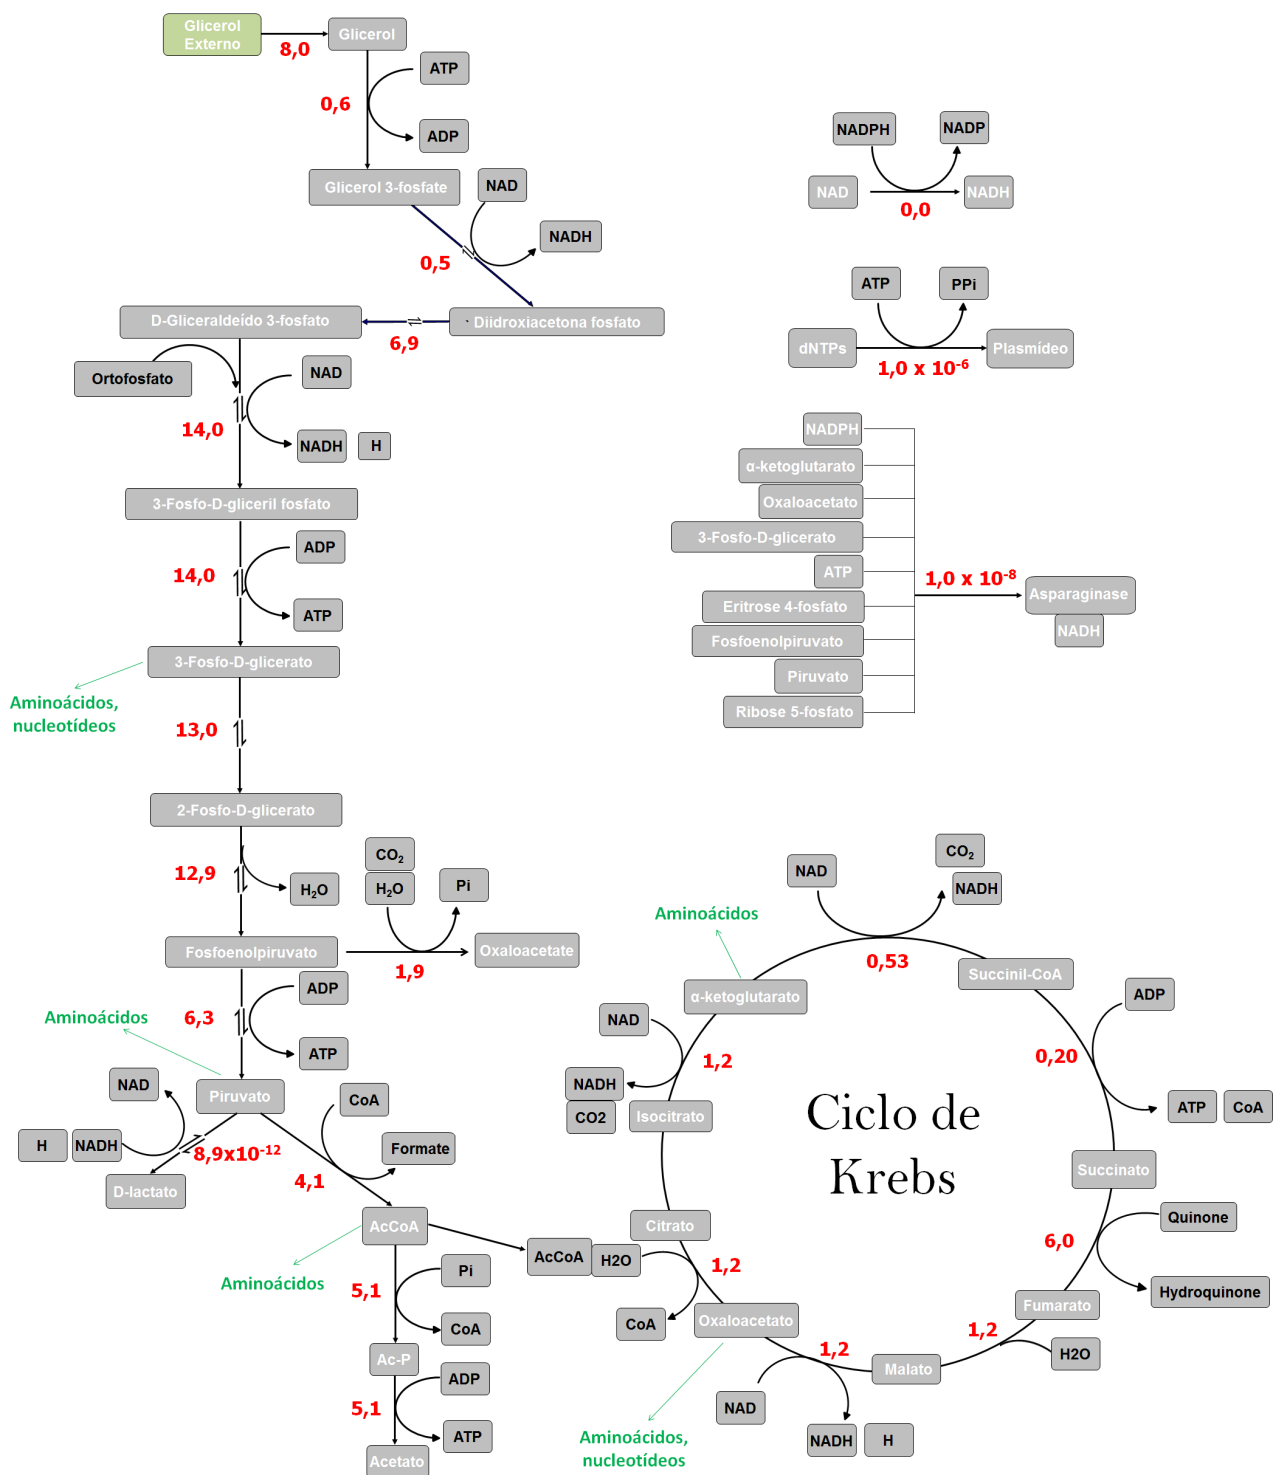 Glicerol
Externo
8,0
Glicerol
ATP
0,6
ADP
Glicerol 3-fosfate
NAD
NADH
0,5
D-Gliceraldeído 3-fosfato
6,9
Diidroxiacetona fosfato
Ortofosfato
NAD
14,0
NADH
H
3-Fosfo-D-gliceril fosfato
ADP
14,0
ATP
3-Fosfo-D-glicerato
Aminoácidos,
nucleotídeos
13,0
2-Fosfo-D-glicerato
12,9
H₂O
CO₂
H₂O
Pi
Fosfoenolpiruvato
1,9
Oxaloacetate
ADP
6,3
ATP
Aminoácidos
Piruvato
NAD
H
NADH
8,9x10⁻¹²
D-lactato
CoA
Formate
4,1
AcCoA
Aminoácidos
Pi
5,1
CoA
Ac-P
ADP
5,1
ATP
Acetato
NADPH
NADP
NAD
NADH
0,0
ATP
PPi
dNTPs
Plasmídeo
1,0 x 10⁻⁶
NADPH
α-ketoglutarato
Oxaloacetato
3-Fosfo-D-glicerato
ATP
Eritrose 4-fosfato
Fosfoenolpiruvato
Piruvato
Ribose 5-fosfato
1,0 x 10⁻⁸
Asparaginase
NADH
Ciclo de
Krebs
AcCoA
H2O
CoA
1,2
Oxaloacetato
Aminoácidos,
nucleotídeos
Citrato
Isocitrato
NAD
NADH
CO2
1,2
α-ketoglutarato
Aminoácidos
NAD
CO₂
NADH
0,53
Succinil-CoA
ADP
0,20
ATP
CoA
Succinato
Quinone
6,0
Hydroquinone
Fumarato
1,2
H2O
Malato
1,2
NAD
NADH
H